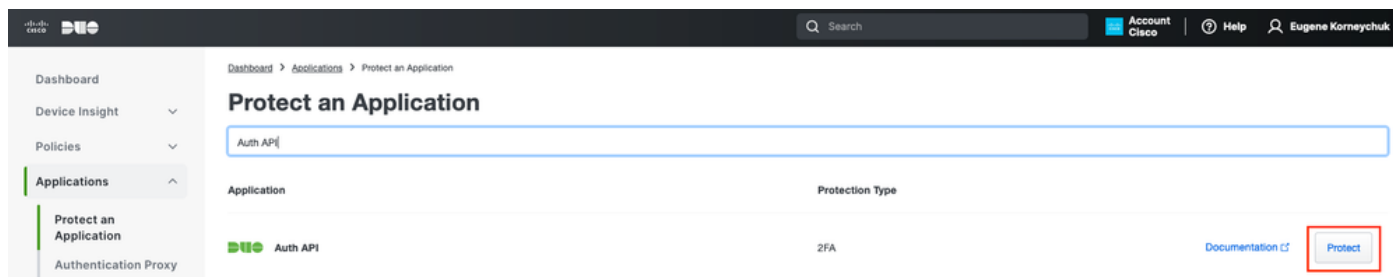 CISCO DUO
Search
Account Cisco
Help
Eugene Korneychuk
Dashboard
Device Insight
Policies
Applications
Protect an Application
Authentication Proxy
Dashboard > Applications > Protect an Application
Protect an Application
Auth API
Application Protection Type
DUO Auth API 2FA Documentation Protect